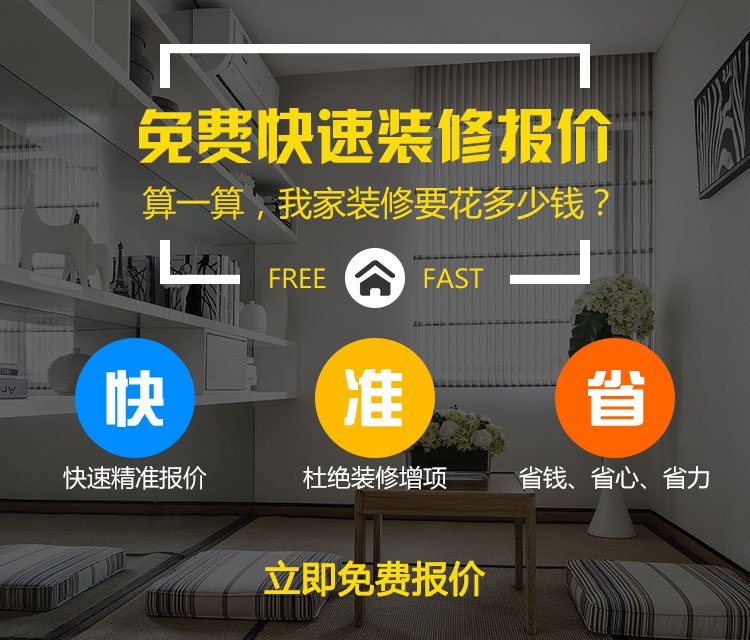 免费快速装修报价
算一算，我家装修要花多少钱？
FREE
FAST
快
准
省
快速精准报价
杜绝装修增项
省钱、省心、省力
立即免费报价